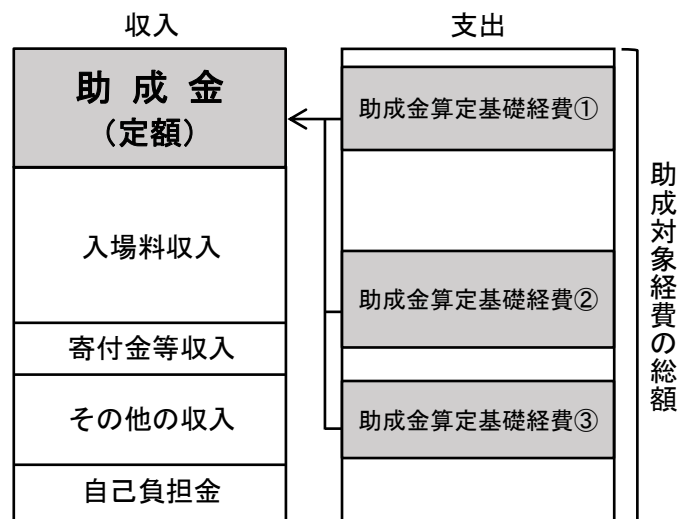 収入
助成金
（定額）
入場料収入
寄付金等収入
その他の収入
自己負担金
支出
助成金算定基礎経費①
助成金算定基礎経費②
助成金算定基礎経費③
助成対象経費の総額